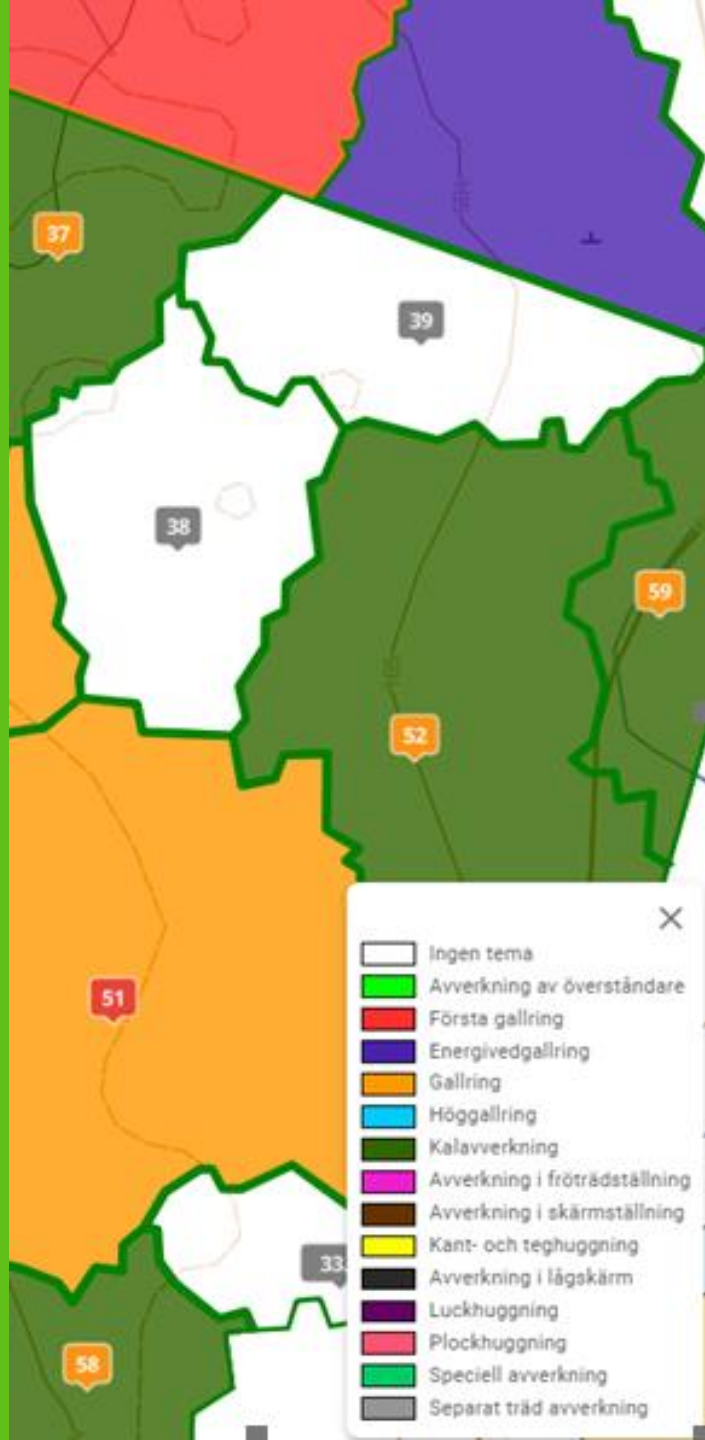 37
39
38
59
52
51
Ingen tema
Avverkning av överståndare
Första gallring
Energivedgallring
Gallring
Höggallring
Kalavverkning
Avverkning i fröträdställning
Avverkning i skärmställning
Kant- och teghuggning
33
Avverkning i lågskärm
Luckhuggning
Plockhuggning
58
Speciell avverkning
Separat träd avverkning